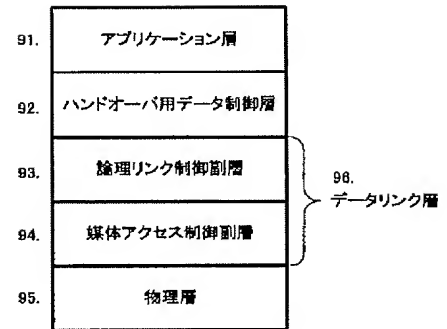 91. アプリケーション層
92. ハンドオーバ用データ制御層
93. 論理リンク制御副層
96.
データリンク層
94. 媒体アクセス制御副層
95. 物理層